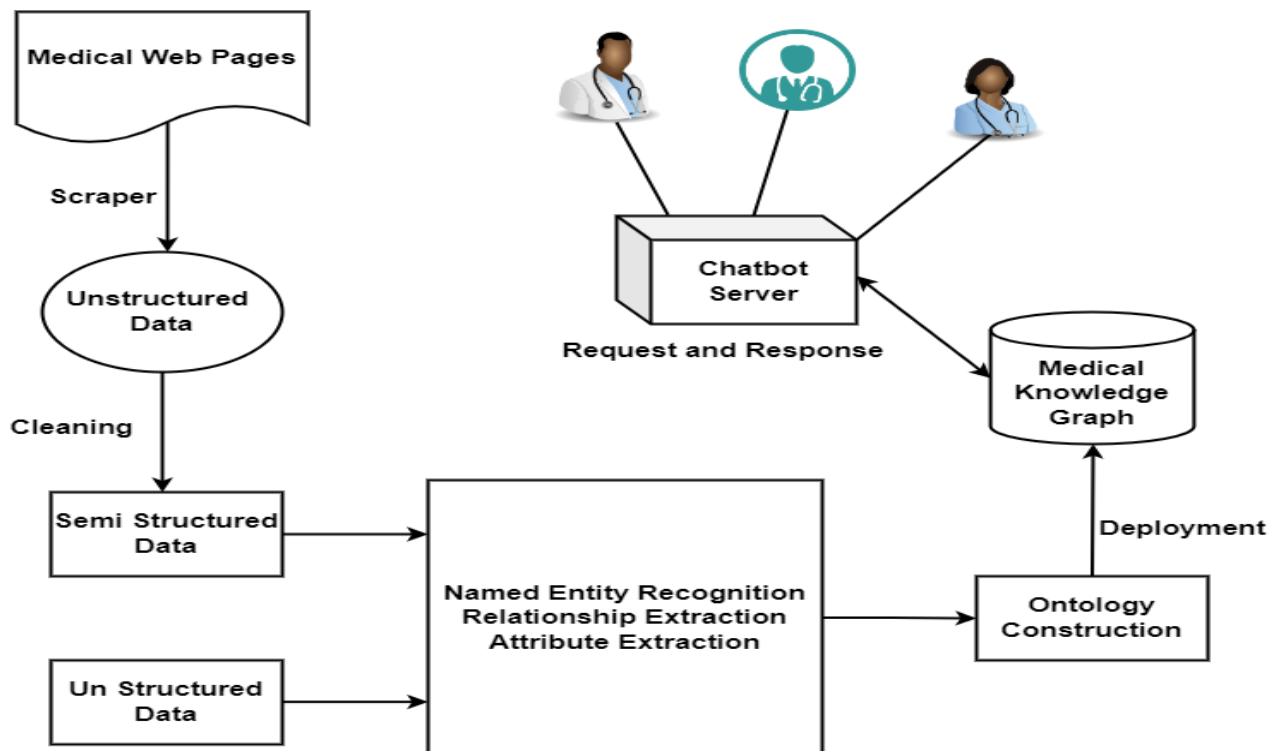 Medical Web Pages
Scraper
Unstructured
Data
Cleaning
Semi Structured
Data
Un Structured
Data
Named Entity Recognition
Relationship Extraction
Attribute Extraction
Ontology
Construction
Deployment
Medical
Knowledge
Graph
Chatbot
Server
Request and Response